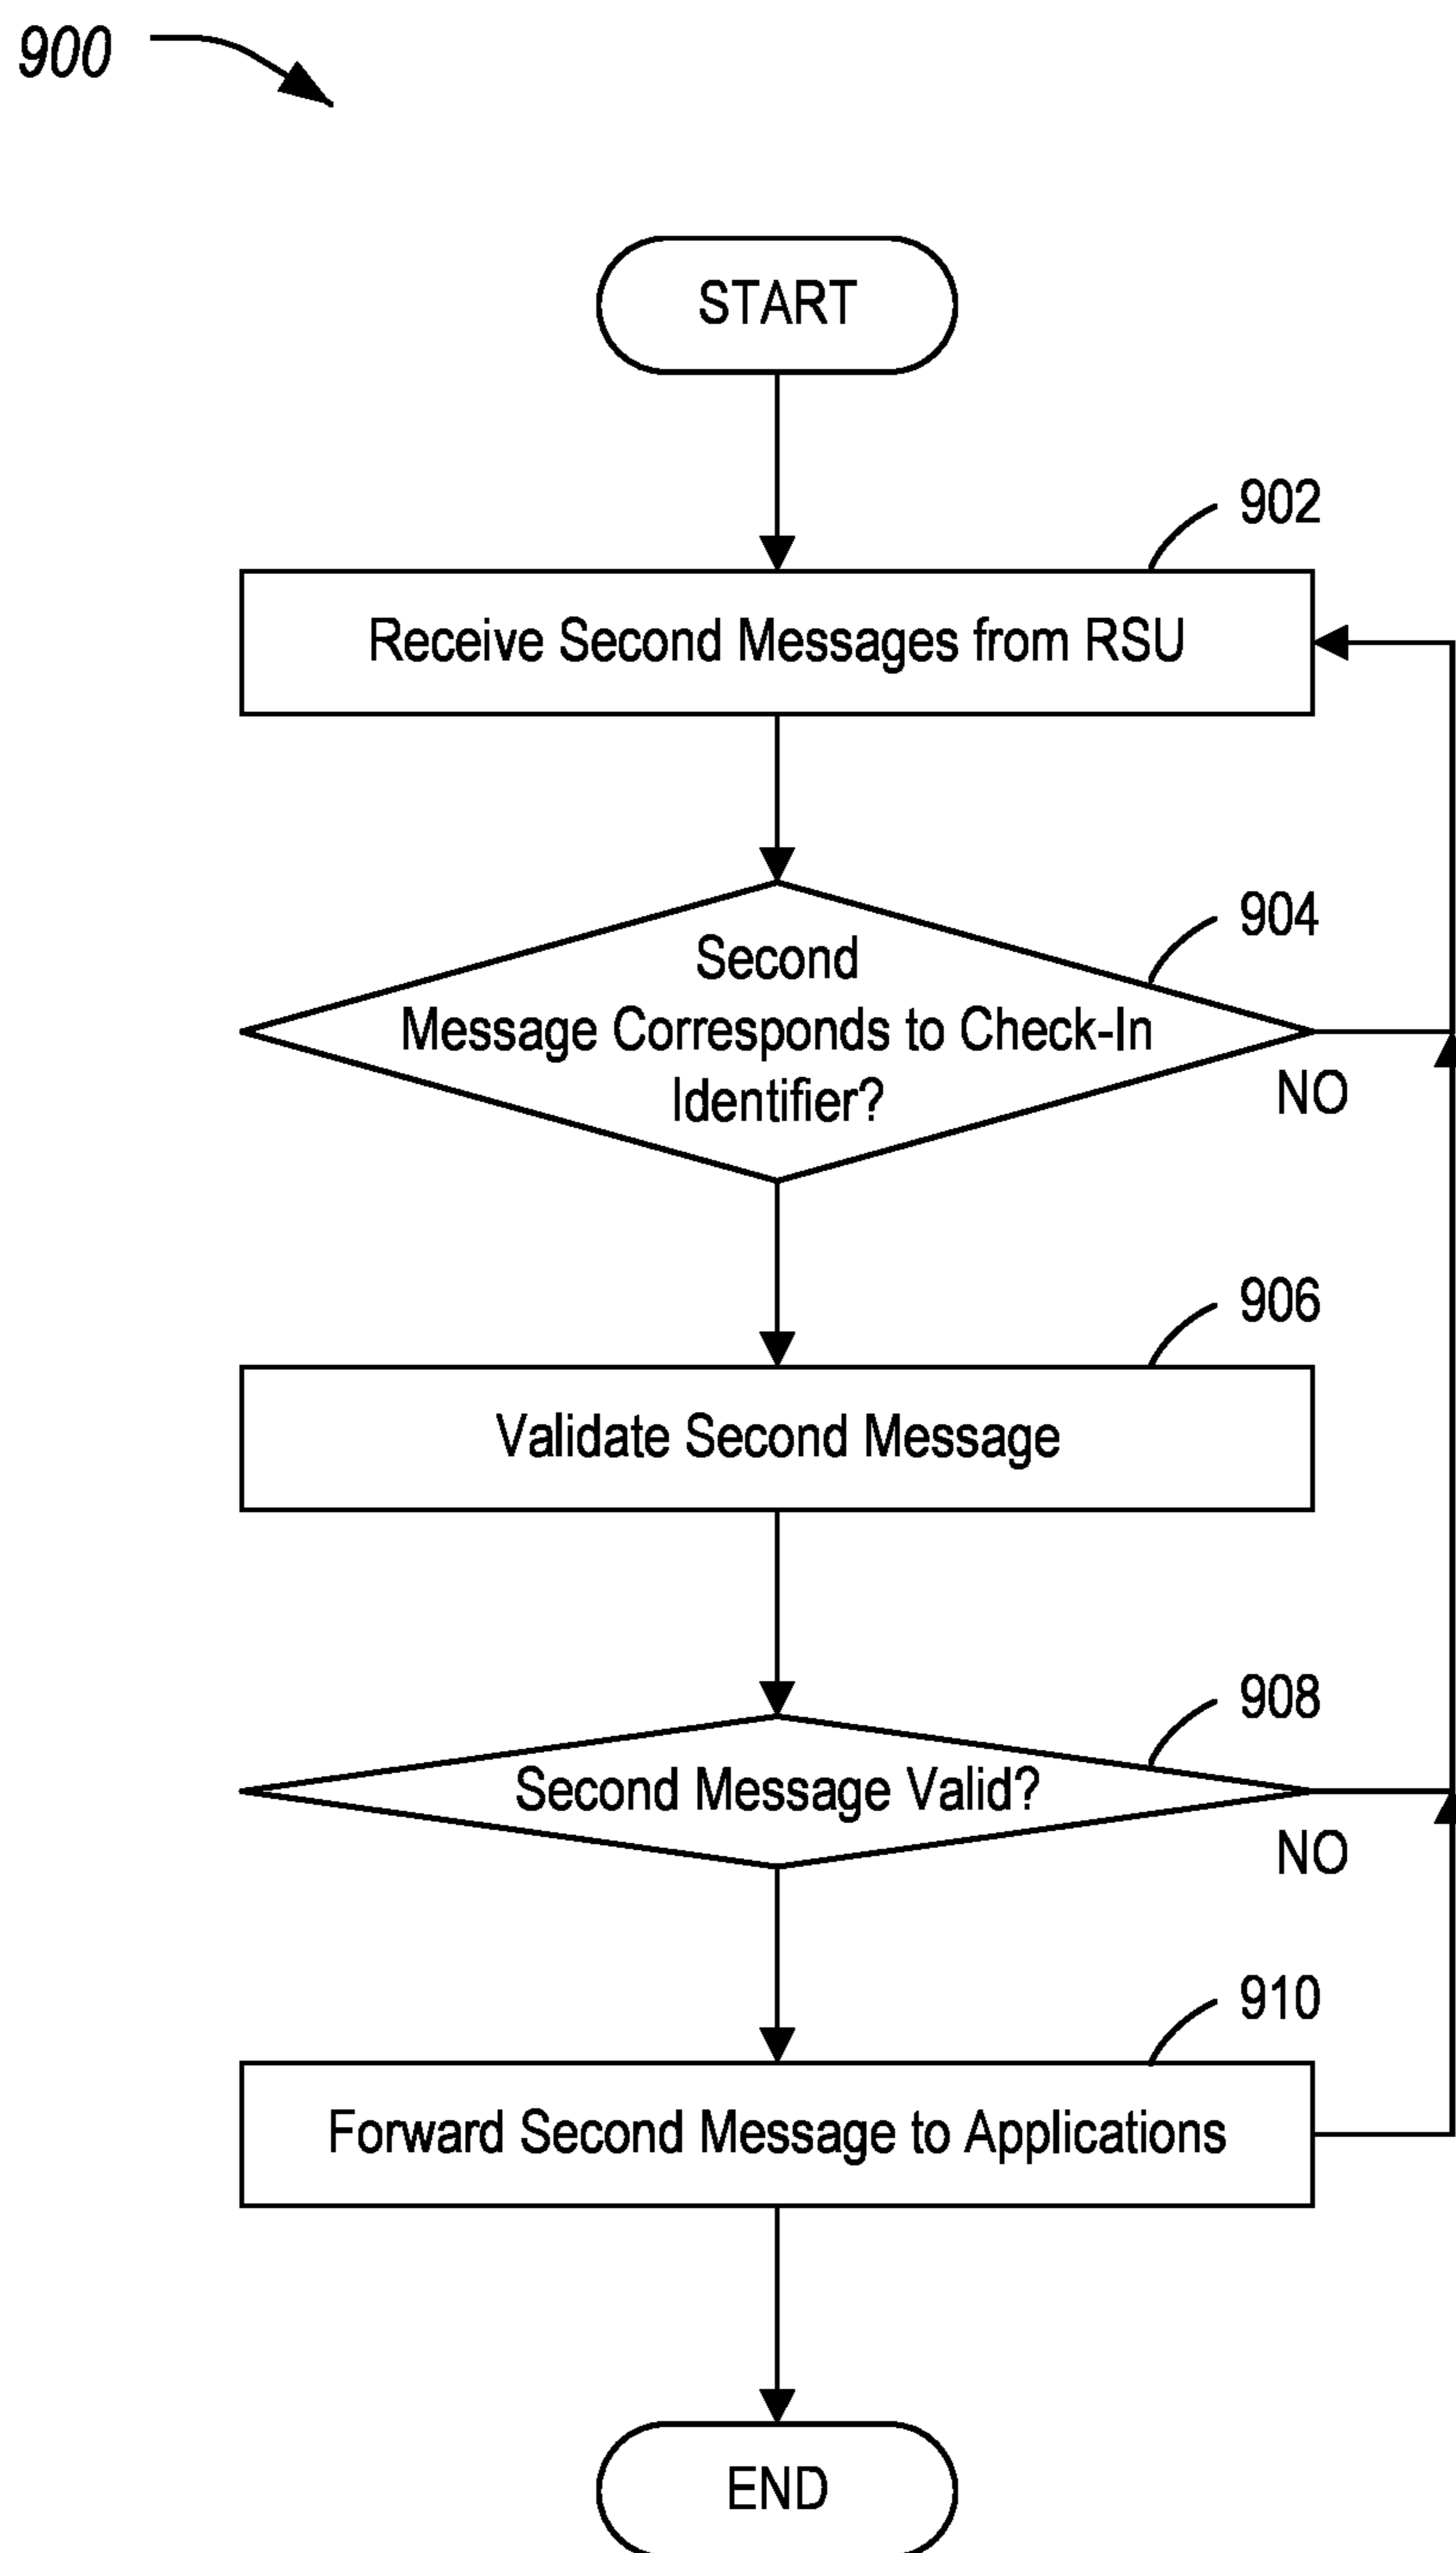 900
START
902
Receive Second Messages from RSU
904
Second
Message Corresponds to Check-In
Identifier?
NO
906
Validate Second Message
908
Second Message Valid?
NO
910
Forward Second Message to Applications
END